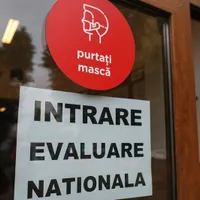 purtați
mască
INTRARE
EVALUARE
NATIONALA